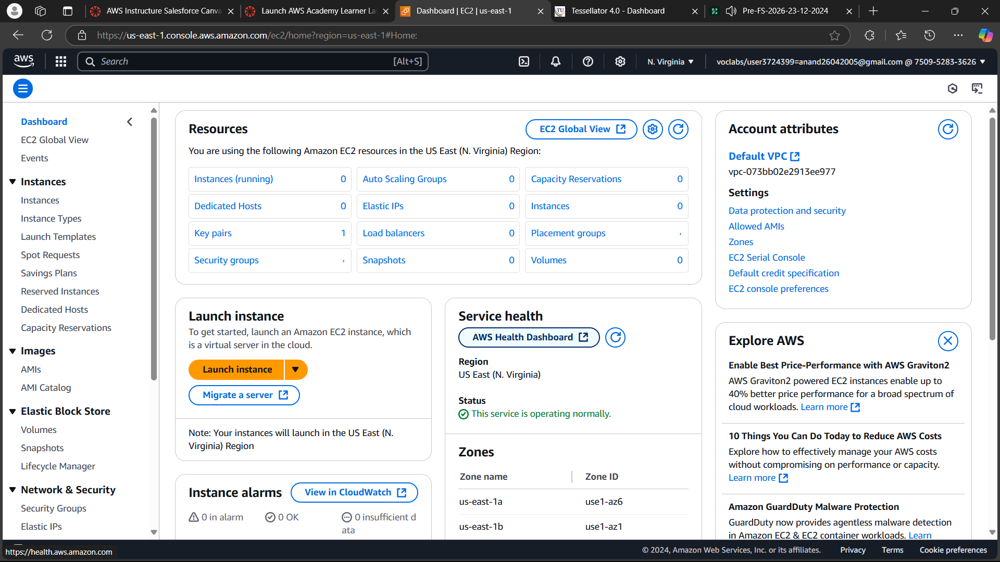 AWS Instructure Salesforce Canva
Launch AWS Academy Learner La
Dashboard | EC2 | us-east-1
TU
Tessellator 4.0 - Dashboard
Pre-FS-2026-23-12-2024
https://us-east-1.console.aws.amazon.com/ec2/home?region=us-east-1#Home:
aws
Search
[Alt+S]
N. Virginia
voclabs/user3724399=anand26042005@gmail.com @ 7509-5283-3626
Dashboard
EC2 Global View
Events
Instances
Instances
Instance Types
Launch Templates
Spot Requests
Savings Plans
Reserved Instances
Dedicated Hosts
Capacity Reservations
Images
AMIs
AMI Catalog
Elastic Block Store
Volumes
Snapshots
Lifecycle Manager
Network & Security
Security Groups
Elastic IPs
Resources
EC2 Global View
You are using the following Amazon EC2 resources in the US East (N. Virginia) Region:
Instances (running) 0
Auto Scaling Groups 0
Capacity Reservations 0
Dedicated Hosts 0
Elastic IPs 0
Instances 0
Key pairs 1
Load balancers 0
Placement groups
Security groups
Snapshots 0
Volumes 0
Launch instance
To get started, launch an Amazon EC2 instance, which
is a virtual server in the cloud.
Launch instance
Migrate a server
Note: Your instances will launch in the US East (N.
Virginia) Region
Instance alarms
View in CloudWatch
0 in alarm
0 OK
0 insufficient d
ata
Service health
AWS Health Dashboard
Region
US East (N. Virginia)
Status
This service is operating normally.
Zones
Zone name
Zone ID
us-east-1a
use1-az6
us-east-1b
use1-az1
Account attributes
Default VPC
vpc-073bb02e2913ee977
Settings
Data protection and security
Allowed AMIs
Zones
EC2 Serial Console
Default credit specification
EC2 console preferences
Explore AWS
Enable Best Price-Performance with AWS Graviton2
AWS Graviton2 powered EC2 instances enable up to
40% better price performance for a broad spectrum of
cloud workloads. Learn more
10 Things You Can Do Today to Reduce AWS Costs
Explore how to effectively manage your AWS costs
without compromising on performance or capacity.
Learn more
Amazon GuardDuty Malware Protection
GuardDuty now provides agentless malware detection
in Amazon EC2 & EC2 container workloads. Learn
https://health.aws.amazon.com
© 2024, Amazon Web Services, Inc. or its affiliates.
Privacy
Terms
Cookie preferences